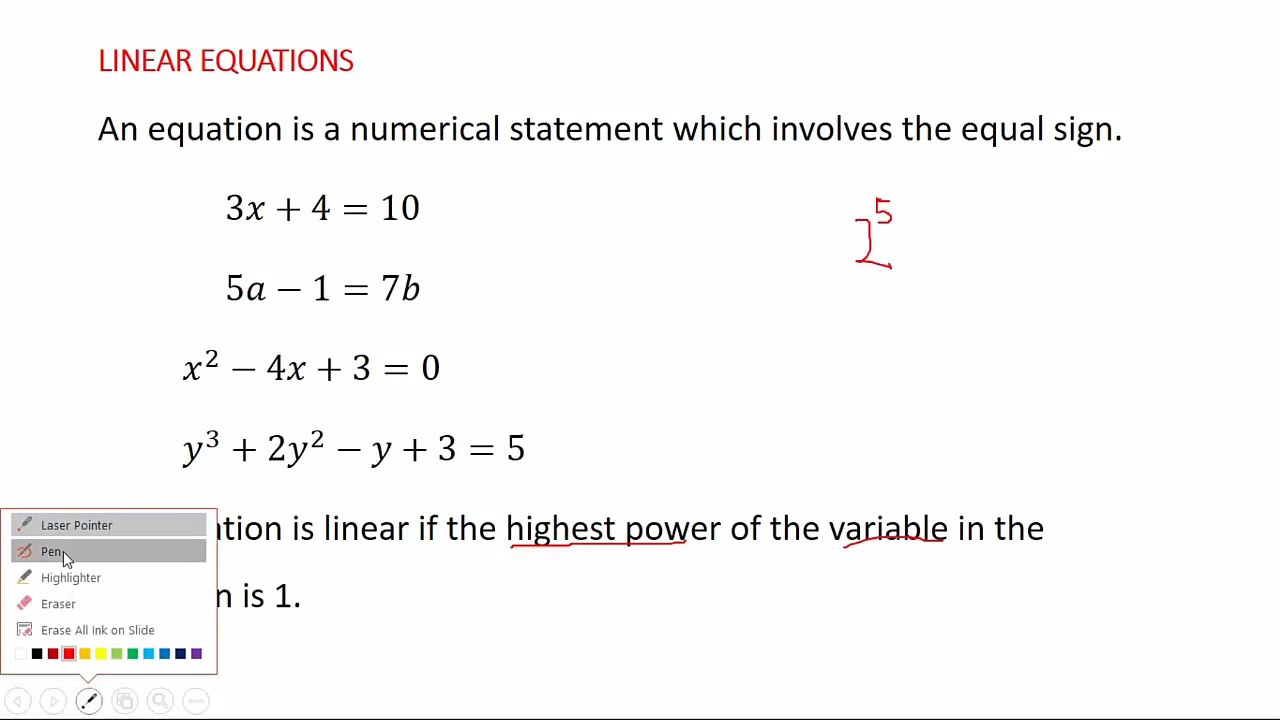 LINEAR EQUATIONS
An equation is a numerical statement which involves the equal sign.
3x + 4 = 10
5
5a − 1 = 7b
x² − 4x + 3 = 0
y³ + 2y² − y + 3 = 5
ation is linear if the highest power of the variable in the
n is 1.
Laser Pointer
Pen
Highlighter
Eraser
Erase All Ink on Slide